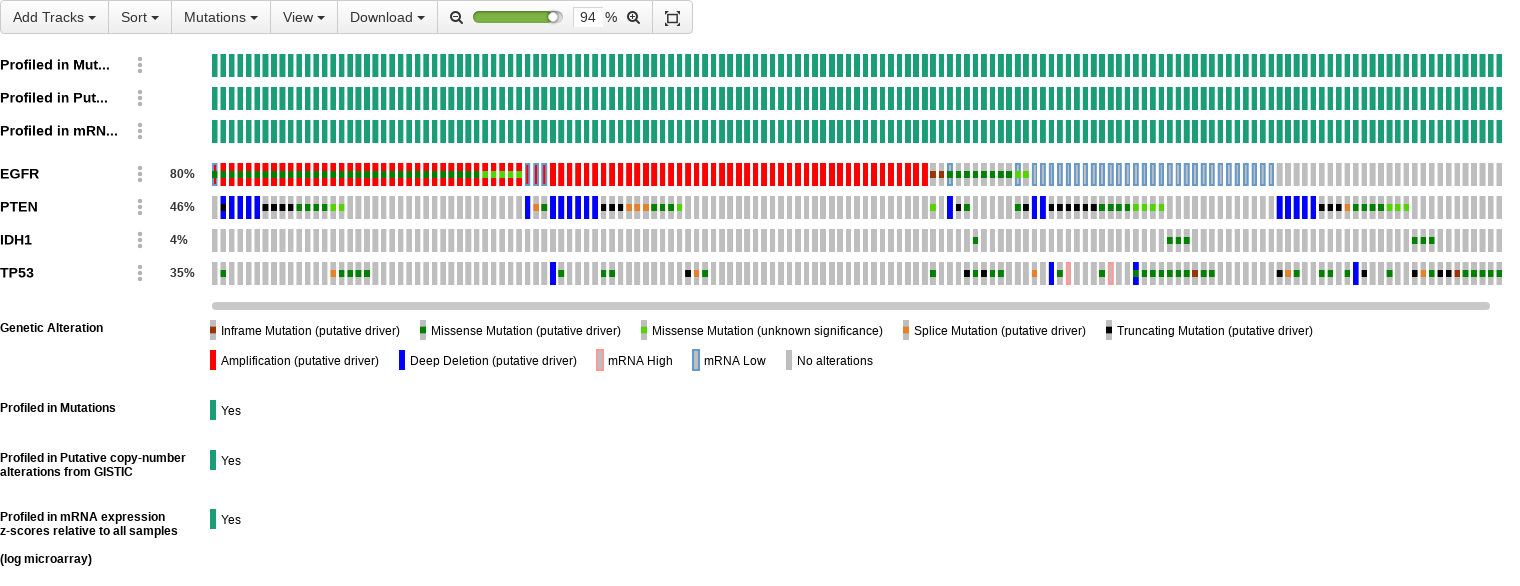 Add Tracks Sort Mutations View Download 94 %
Profiled in Mut...
Profiled in Put...
Profiled in mRN...
EGFR 80%
PTEN 46%
IDH1 4%
TP53 35%
Genetic Alteration Inframe Mutation (putative driver) Missense Mutation (putative driver) Missense Mutation (unknown significance) Splice Mutation (putative driver) Truncating Mutation (putative driver)
Amplification (putative driver) Deep Deletion (putative driver) mRNA High mRNA Low No alterations
Profiled in Mutations Yes
Profiled in Putative copy-number Yes
alterations from GISTIC
Profiled in mRNA expression Yes
z-scores relative to all samples
(log microarray)